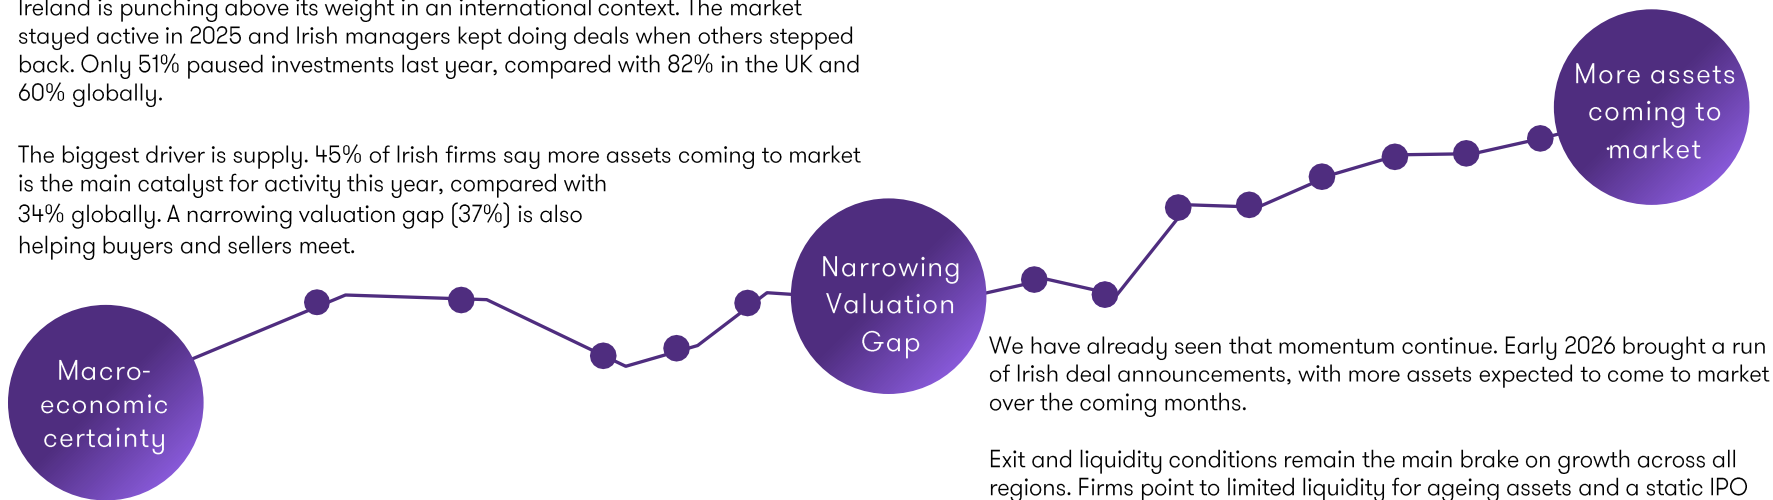 Ireland is punching above its weight in an international context. The market
stayed active in 2025 and Irish managers kept doing deals when others stepped
back. Only 51% paused investments last year, compared with 82% in the UK and
60% globally.
The biggest driver is supply. 45% of Irish firms say more assets coming to market
is the main catalyst for activity this year, compared with
34% globally. A narrowing valuation gap (37%) is also
helping buyers and sellers meet.
Macro-
economic
certainty
Narrowing
Valuation
Gap
More assets
coming to
market
We have already seen that momentum continue. Early 2026 brought a run
of Irish deal announcements, with more assets expected to come to market
over the coming months.
Exit and liquidity conditions remain the main brake on growth across all
regions. Firms point to limited liquidity for ageing assets and a static IPO